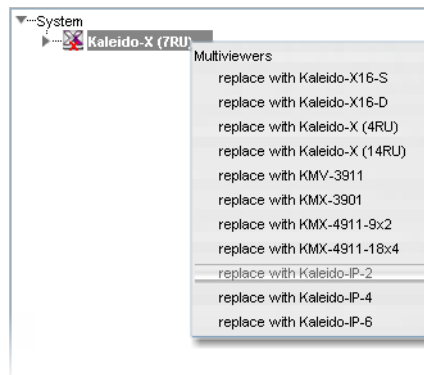 System
Kaleido-X (7RU)
Multiviewers
replace with Kaleido-X16-S
replace with Kaleido-X16-D
replace with Kaleido-X (4RU)
replace with Kaleido-X (14RU)
replace with KMV-3911
replace with KMX-3901
replace with KMX-4911-9x2
replace with KMX-4911-18x4
replace with Kaleido-IP-2
replace with Kaleido-IP-4
replace with Kaleido-IP-6